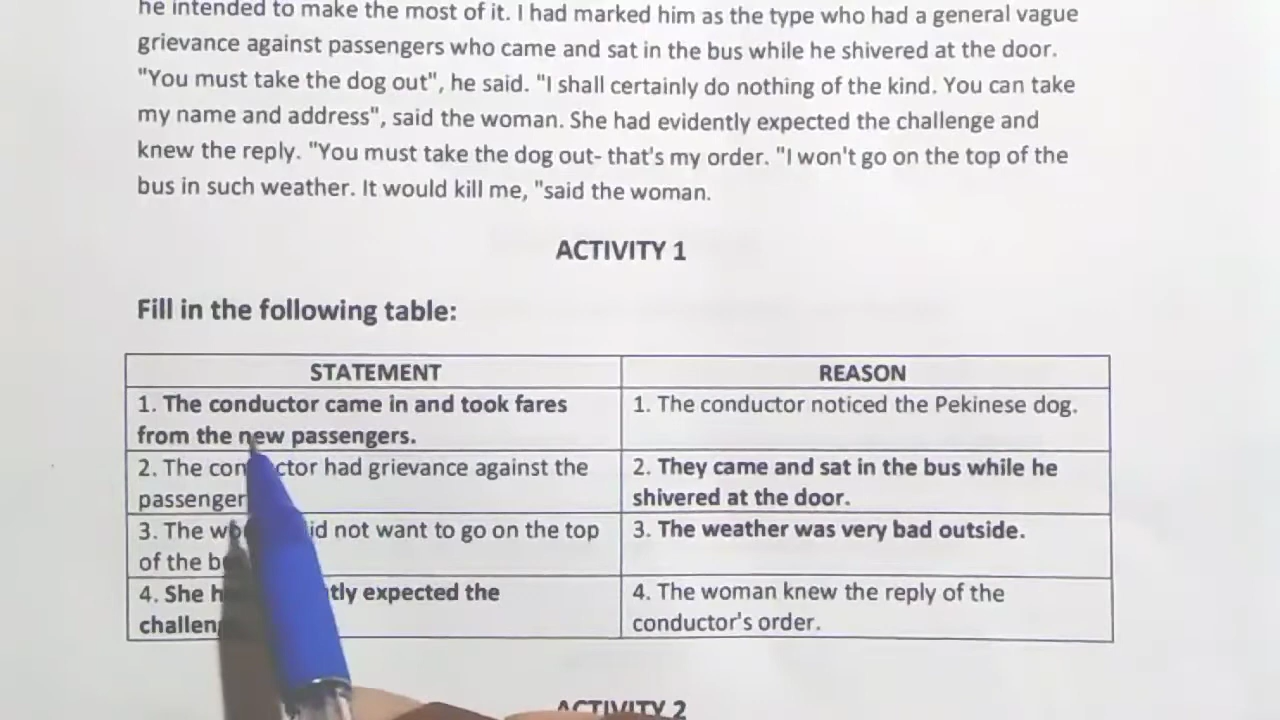 he intended to make the most of it. I had marked him as the type who had a general vague
grievance against passengers who came and sat in the bus while he shivered at the door.
"You must take the dog out", he said. "I shall certainly do nothing of the kind. You can take
my name and address", said the woman. She had evidently expected the challenge and
knew the reply. "You must take the dog out- that's my order. "I won't go on the top of the
bus in such weather. It would kill me, "said the woman.
ACTIVITY 1
Fill in the following table:
STATEMENT
REASON
1. The conductor came in and took fares
from the new passengers.
1. The conductor noticed the Pekinese dog.
2. The conductor had grievance against the
passenger
2. They came and sat in the bus while he
shivered at the door.
3. The did not want to go on the top
of the
3. The weather was very bad outside.
4. She expected the
4. The woman knew the reply of the
conductor's order.
ACTIVITY 2